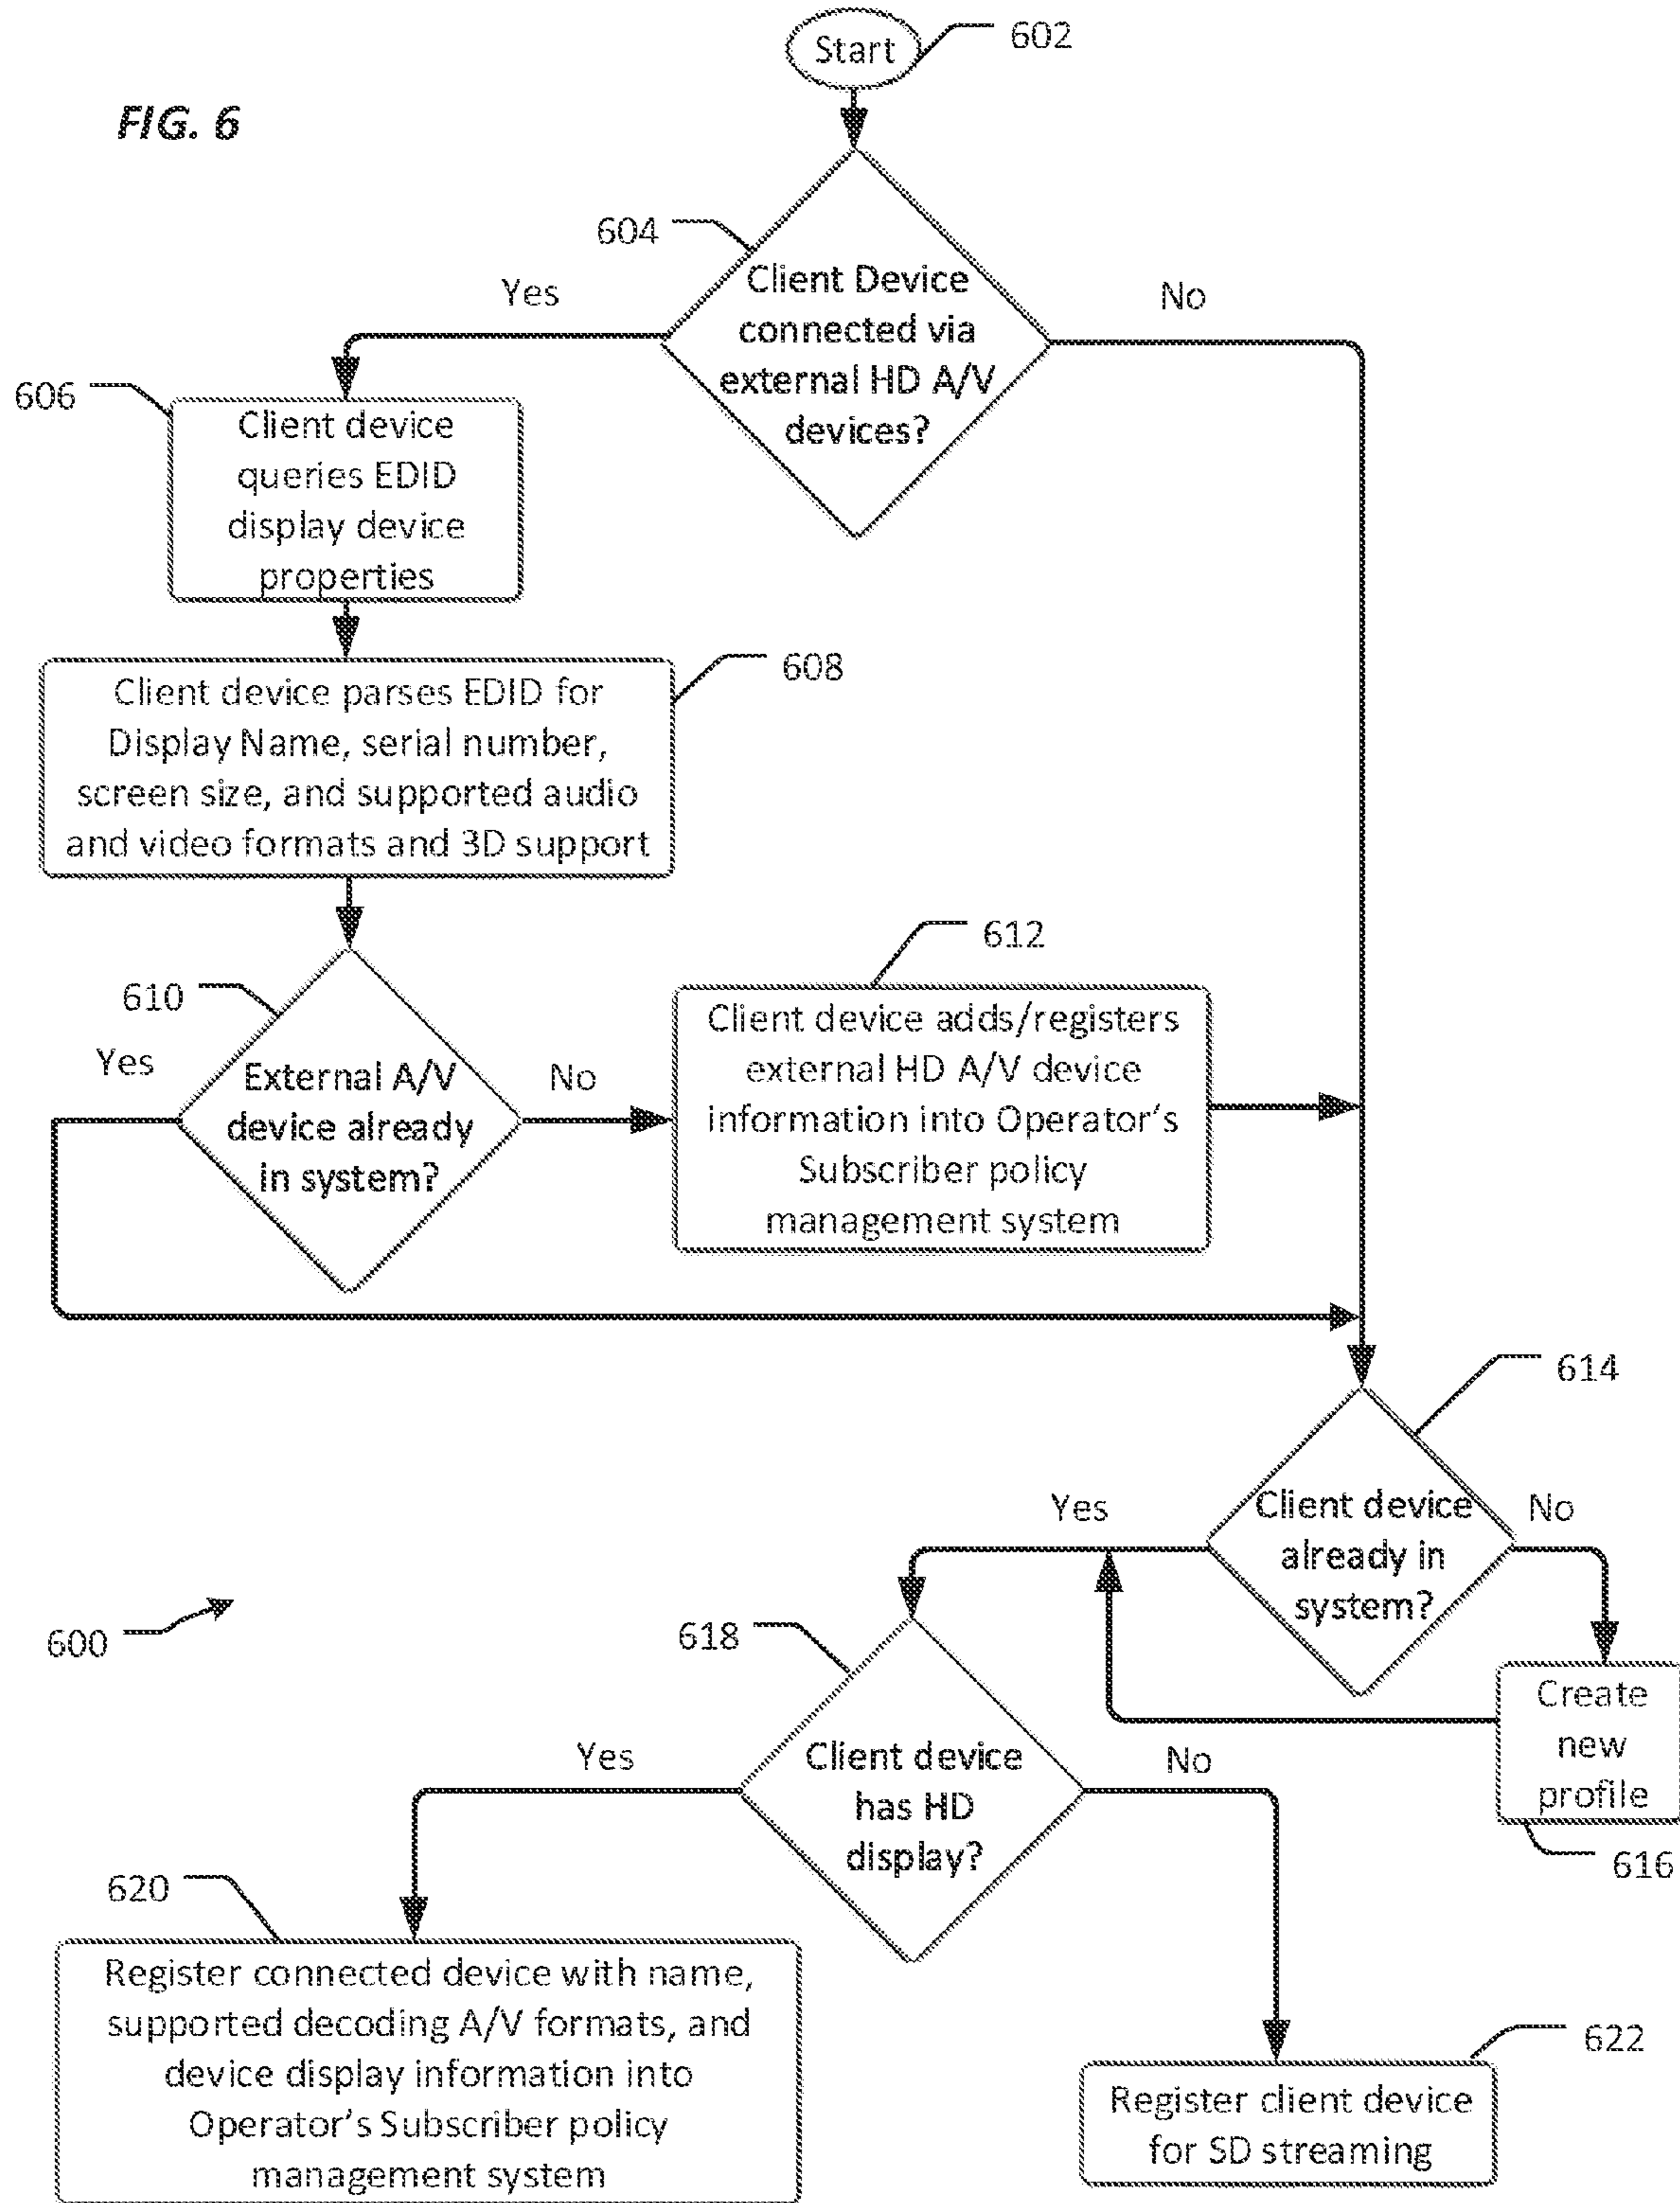 Start
602
FIG. 6
604
Client Device
connected via
external HD A/V
devices?
Yes
No
606
Client device
queries EDID
display device
properties
608
Client device parses EDID for
Display Name, serial number,
screen size, and supported audio
and video formats and 3D support
610
External A/V
device already
in system?
Yes
No
612
Client device adds/registers
external HD A/V device
information into Operator's
Subscriber policy
management system
614
Client device
already in
system?
Yes
No
600
616
Create
new
profile
618
Client device
has HD
display?
Yes
No
620
Register connected device with name,
supported decoding A/V formats, and
device display information into
Operator's Subscriber policy
management system
622
Register client device
for SD streaming